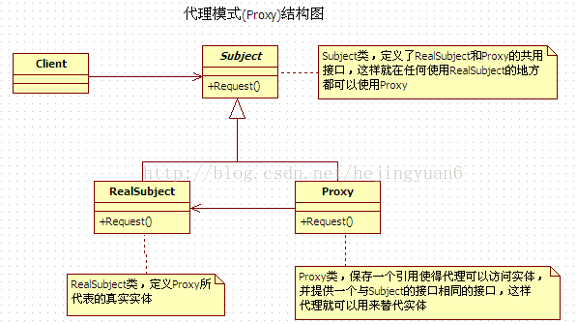 代理模式(Proxy)结构图
Client
Subject
+Request()
Subject类，定义了RealSubject和Proxy的共用
接口，这样就在任何使用RealSubject的地方
都可以使用Proxy
http://blog.csdn.net/hejingyuan6
RealSubject
+Request()
Proxy
+Request()
RealSubject类，定义Proxy所
代表的真实实体
Proxy类，保存一个引用使得代理可以访问实体，
并提供一个与Subject的接口相同的接口，这样
代理就可以用来替代实体